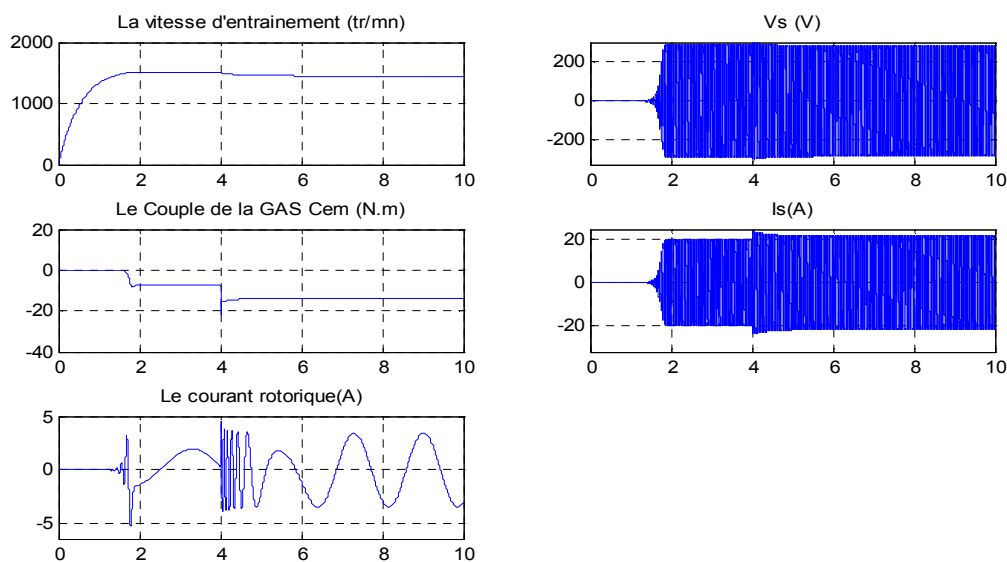 La vitesse d'entrainement (tr/mn)
2000
1000
0
0 2 4 6 8 10
Vs (V)
200
0
-200
0 2 4 6 8 10
Le Couple de la GAS Cem (N.m)
20
0
-20
-40
0 2 4 6 8 10
Is(A)
20
0
-20
0 2 4 6 8 10
Le courant rotorique(A)
5
0
-5
0 2 4 6 8 10